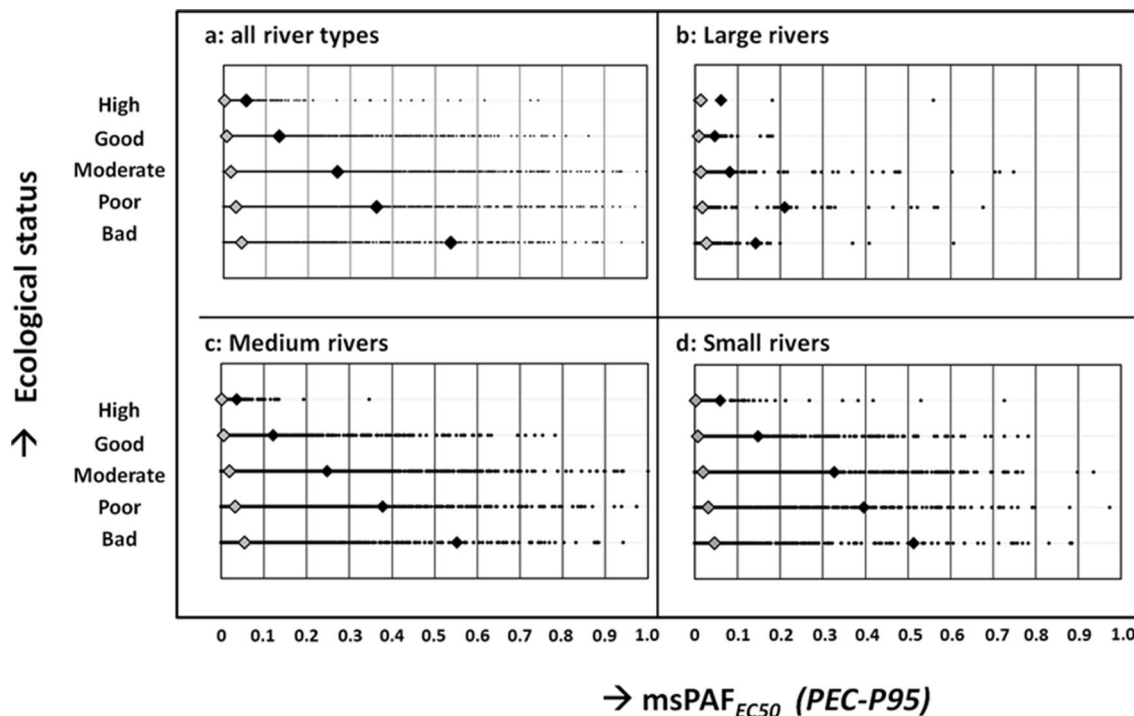 a: all river types
b: Large rivers
High
Good
Moderate
Poor
Bad
c: Medium rivers
d: Small rivers
High
Good
Moderate
Poor
Bad
→ Ecological status
0 0.1 0.2 0.3 0.4 0.5 0.6 0.7 0.8 0.9 1.0
0 0.1 0.2 0.3 0.4 0.5 0.6 0.7 0.8 0.9 1.0
→ msPAF EC50 (PEC-P95)